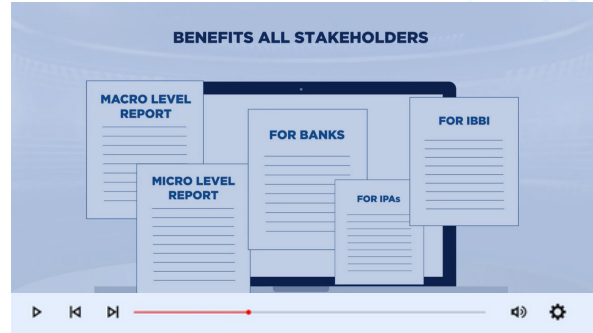 BENEFITS ALL STAKEHOLDERS
MACRO LEVEL
REPORT
MICRO LEVEL
REPORT
FOR BANKS
FOR IPAs
FOR IBBI